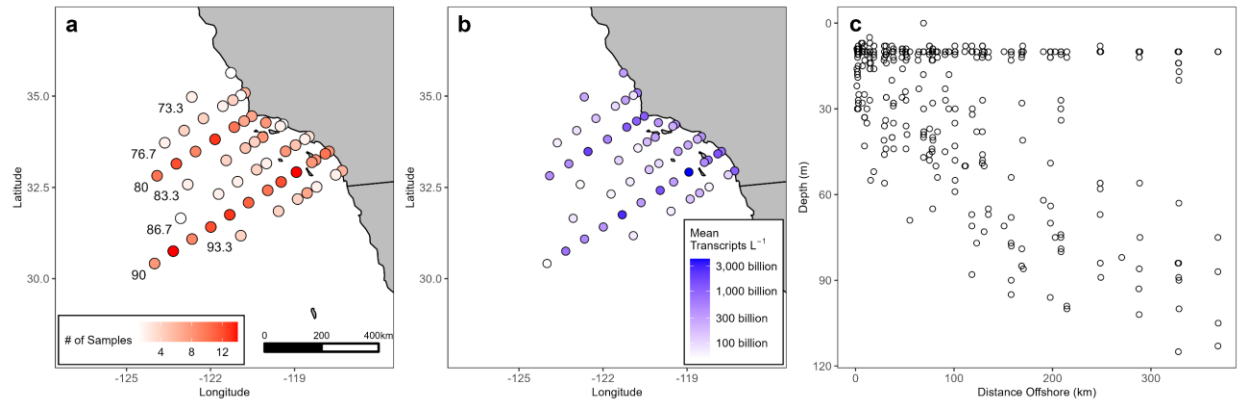 a
35.0
32.5
30.0
Latitude
73.3
76.7
80
83.3
86.7
90
93.3
# of Samples
4 8 12
0 200 400km
-125 -122 -119
Longitude
b
35.0
32.5
30.0
Latitude
Mean
Transcripts L⁻¹
3,000 billion
1,000 billion
300 billion
100 billion
-125 -122 -119
Longitude
c
0
30
60
90
120
Depth (m)
0 100 200 300
Distance Offshore (km)